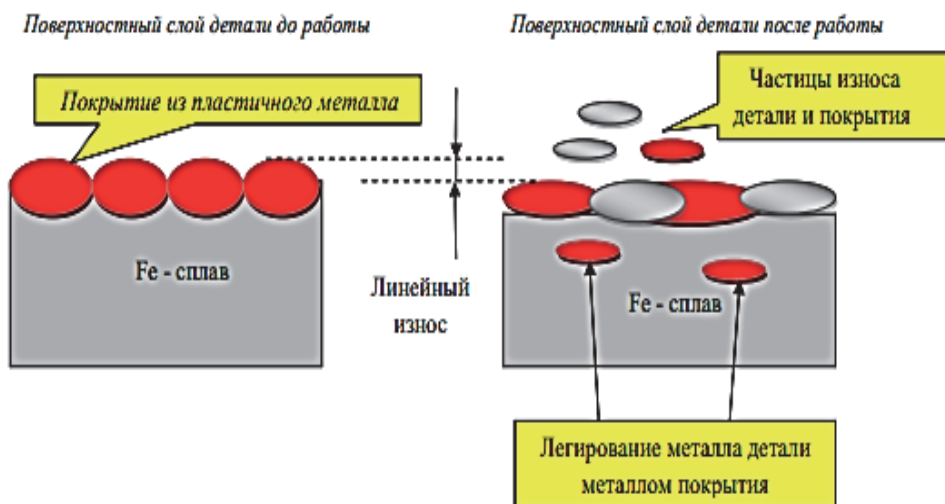 Поверхностный слой детали до работы
Покрытие из пластичного металла
Fe - сплав
Линейный
износ
Поверхностный слой детали после работы
Частицы износа
детали и покрытия
Fe - сплав
Легирование металла детали
металлом покрытия